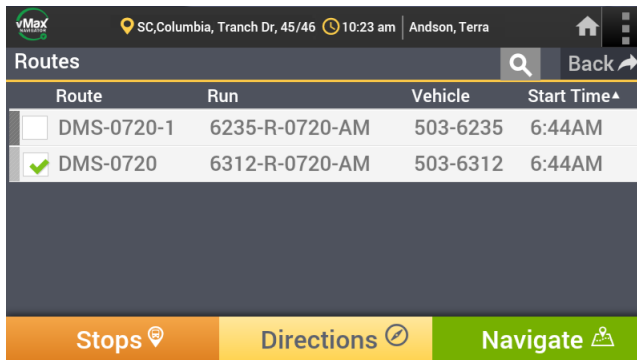 vMax
NAVIGATOR
SC,Columbia, Tranch Dr, 45/46 10:23 am Andson, Terra
Routes Back
Route Run Vehicle Start Time
DMS-0720-1 6235-R-0720-AM 503-6235 6:44AM
DMS-0720 6312-R-0720-AM 503-6312 6:44AM
Stops Directions Navigate